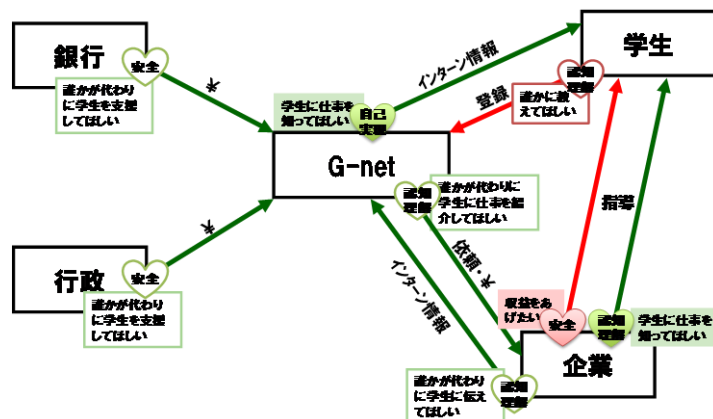 銀行
安全
誰かが代わり
に学生を支援
してほしい
学生
認知
理解
インターン情報
登録
誰かに教
えてほしい
学生に仕事を
知ってほしい
自己
実現
G-net
認知
理解
誰かが代わりに
学生に仕事を紹
介してほしい
行政
安全
誰かが代わり
に学生を支援
してほしい
インターン情報
依頼・¥
指導
収益をあ
げたい
安全
認知
理解
学生に仕事を
知ってほしい
企業
誰かが代わり
に学生に伝え
てほしい
認知
理解